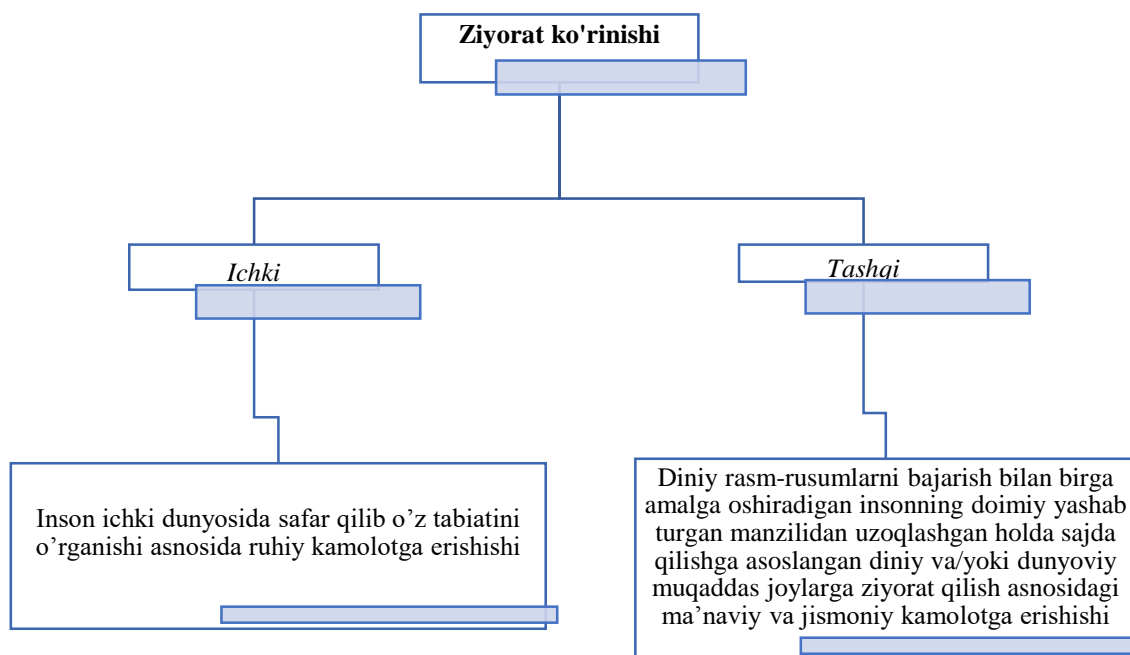 Ziyorat ko'rinishi
Ichki
Tashqi
Inson ichki dunyosida safar qilib o’z tabiatini
o’rganishi asnosida ruhiy kamolotga erishishi
Diniy rasm-rusumlarni bajarish bilan birga
amalga oshiradigan insonning doimiy yashab
turgan manzilidan uzoqlashgan holda sajda
qilishga asoslangan diniy va/yoki dunyoviy
muqaddas joylarga ziyorat qilish asnosidagi
ma’naviy va jismoniy kamolotga erishishi